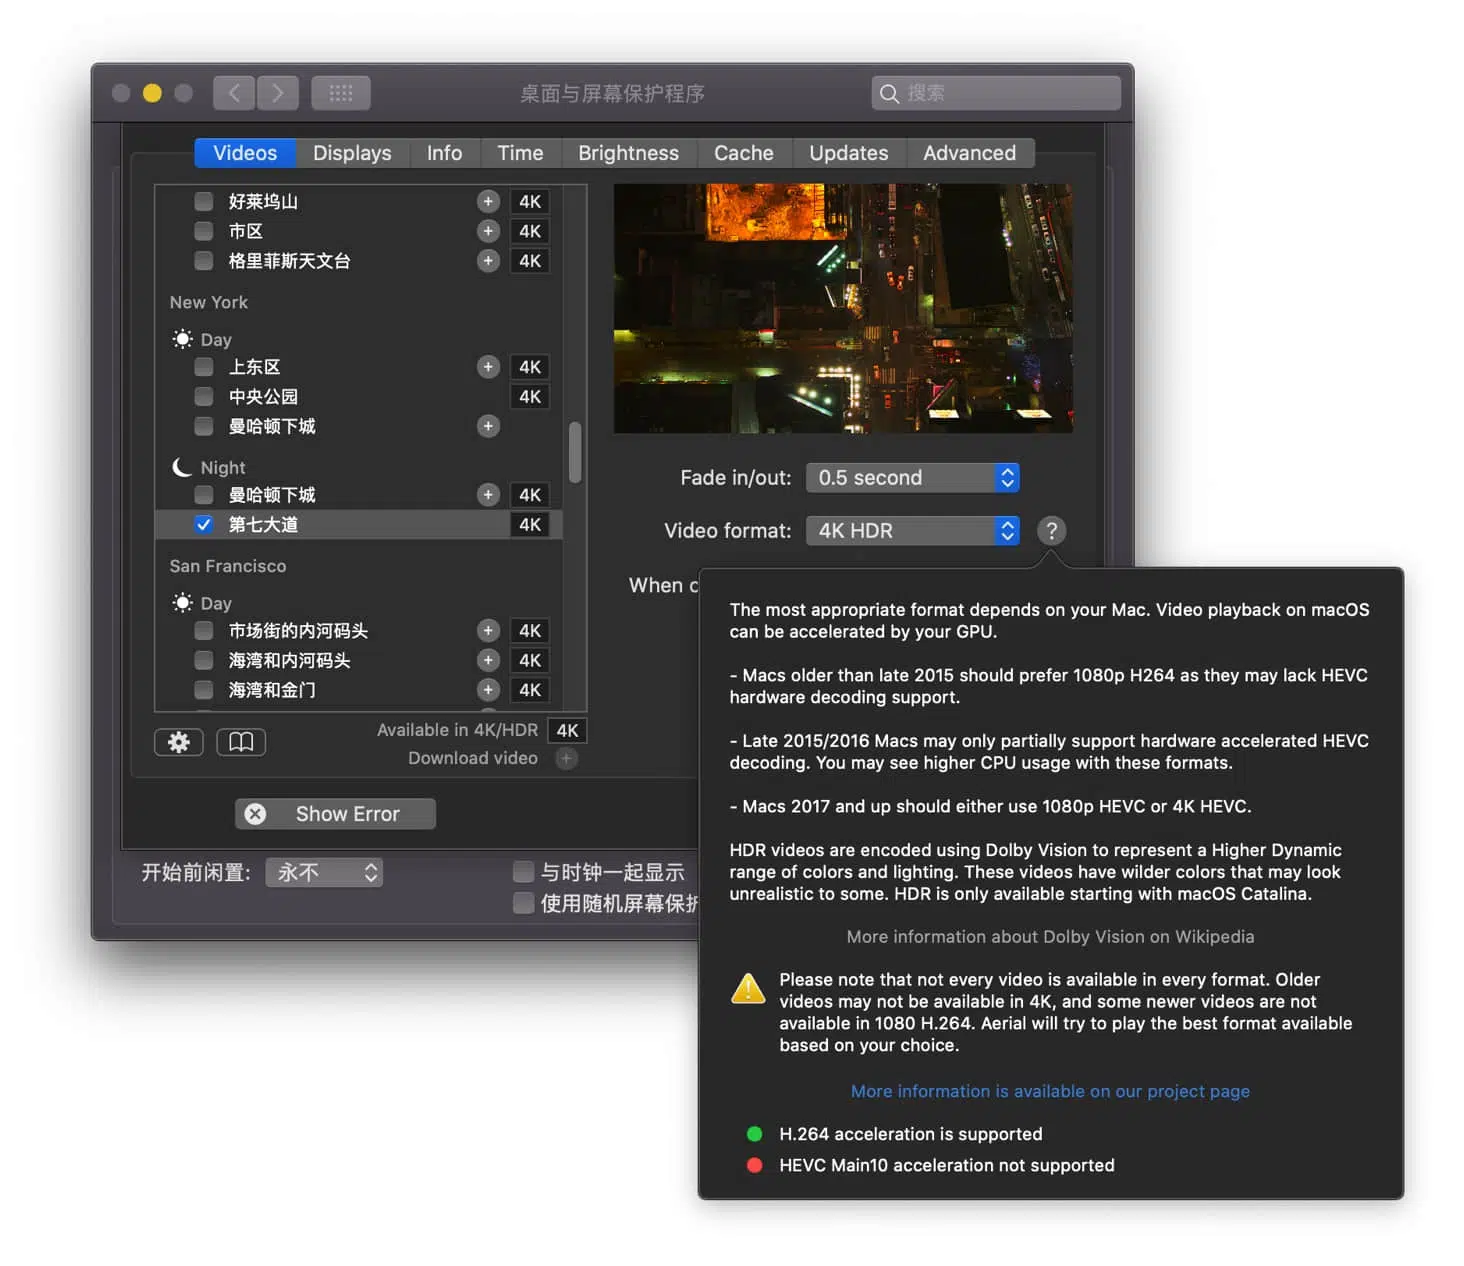 桌面与屏幕保护程序
搜索
Videos
Displays
Info
Time
Brightness
Cache
Updates
Advanced
好莱坞山 + 4K
市区 + 4K
格里菲斯天文台 + 4K
New York
Day
上东区 + 4K
中央公园 4K
曼哈顿下城 +
Night
曼哈顿下城 + 4K
第七大道 4K
San Francisco
Day
市场街的内河码头 + 4K
海湾和内河码头 + 4K
海湾和金门 + 4K
Available in 4K/HDR 4K
Download video +
Show Error
Fade in/out: 0.5 second
Video format: 4K HDR ?
When
开始前闲置: 永不
与时钟一起显示
使用随机屏幕保护
The most appropriate format depends on your Mac. Video playback on macOS
can be accelerated by your GPU.
- Macs older than late 2015 should prefer 1080p H264 as they may lack HEVC
hardware decoding support.
- Late 2015/2016 Macs may only partially support hardware accelerated HEVC
decoding. You may see higher CPU usage with these formats.
- Macs 2017 and up should either use 1080p HEVC or 4K HEVC.
HDR videos are encoded using Dolby Vision to represent a Higher Dynamic
range of colors and lighting. These videos have wilder colors that may look
unrealistic to some. HDR is only available starting with macOS Catalina.
More information about Dolby Vision on Wikipedia
Please note that not every video is available in every format. Older
videos may not be available in 4K, and some newer videos are not
available in 1080 H.264. Aerial will try to play the best format available
based on your choice.
More information is available on our project page
H.264 acceleration is supported
HEVC Main10 acceleration not supported